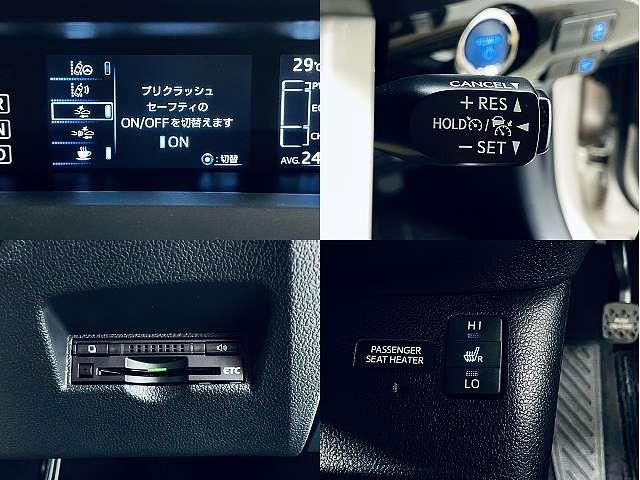 プリクラッシュ
セーフティの
ON/OFFを切替えます
ON
:切替
29
AVG. 24
CANCEL▼
+ RES ▲
HOLD / ◀
− SET ▼
ETC
PASSENGER
SEAT HEATER
HI
R
LO